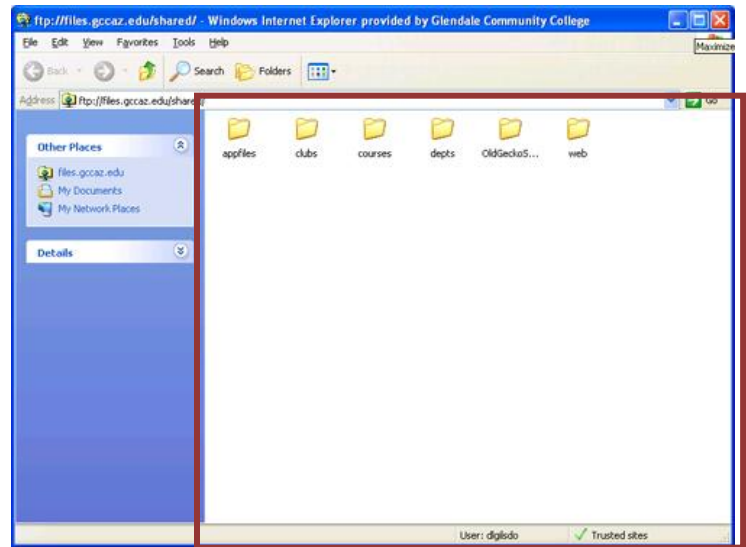 ftp://files.gccaz.edu/shared/ - Windows Internet Explorer provided by Glendale Community College
File Edit View Favorites Tools Help
Maximize
Back Search Folders
Address ftp://files.gccaz.edu/shared/ Go
Other Places
files.gccaz.edu
My Documents
My Network Places
Details
appfiles clubs courses depts OldGeckoS... web
User: digilsdo Trusted sites